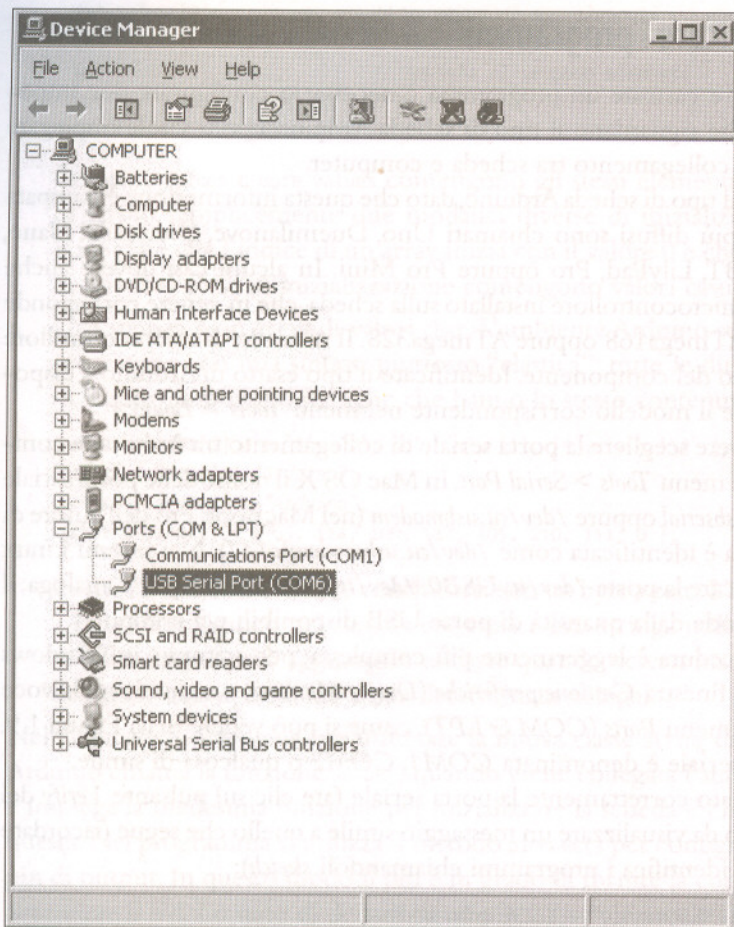 Device Manager
File Action View Help
COMPUTER
Batteries
Computer
Disk drives
Display adapters
DVD/CD-ROM drives
Human Interface Devices
IDE ATA/ATAPI controllers
Keyboards
Mice and other pointing devices
Modems
Monitors
Network adapters
PCMCIA adapters
Ports (COM & LPT)
Communications Port (COM1)
USB Serial Port (COM6)
Processors
SCSI and RAID controllers
Smart card readers
Sound, video and game controllers
System devices
Universal Serial Bus controllers